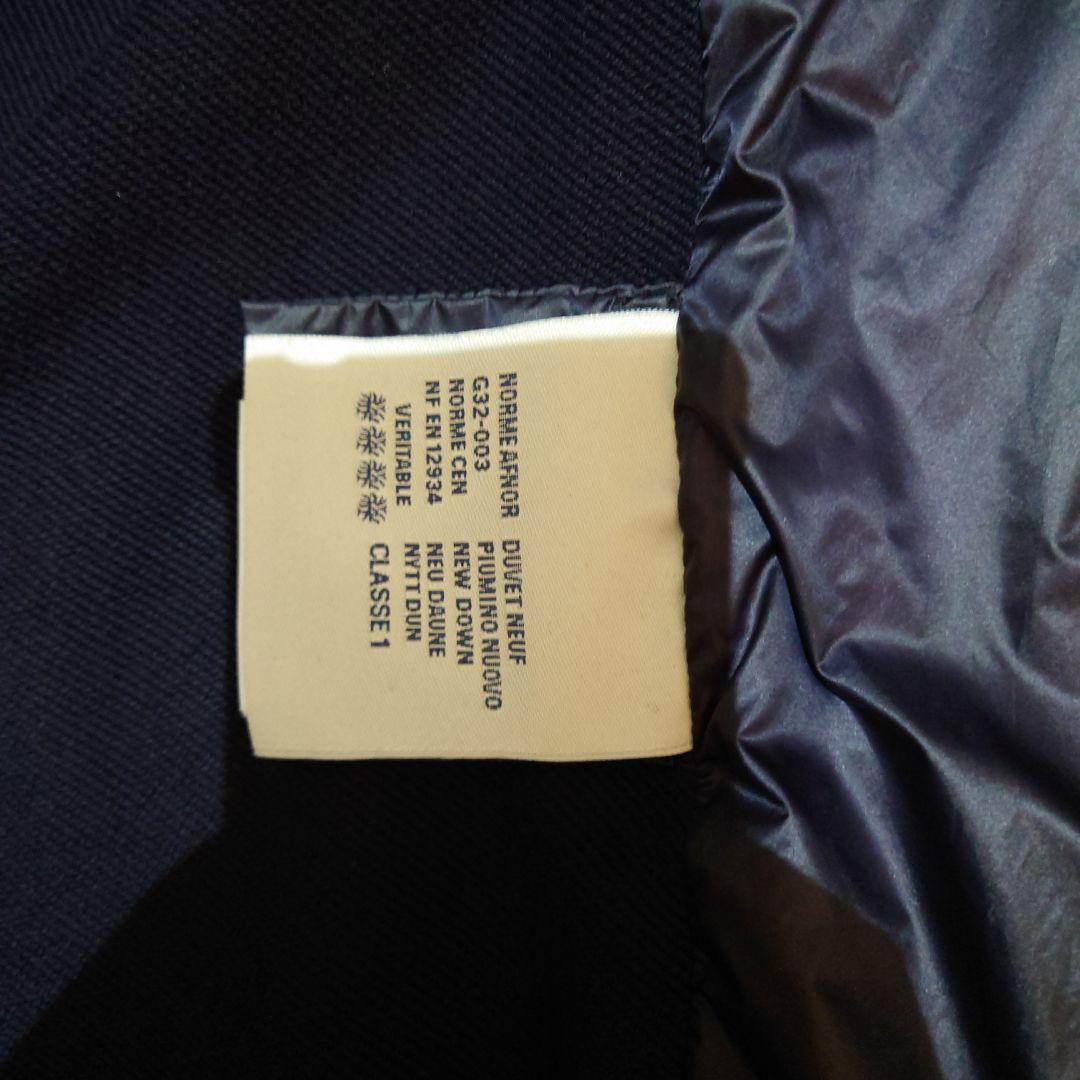 NORME AFNOR DUVET NEUF
G32-003 PIUMINO NUOVO
NORME CEN NEW DOWN
NF EN 12934 NEU DAUNE
VERITABLE NYTT DUN
CLASSE 1